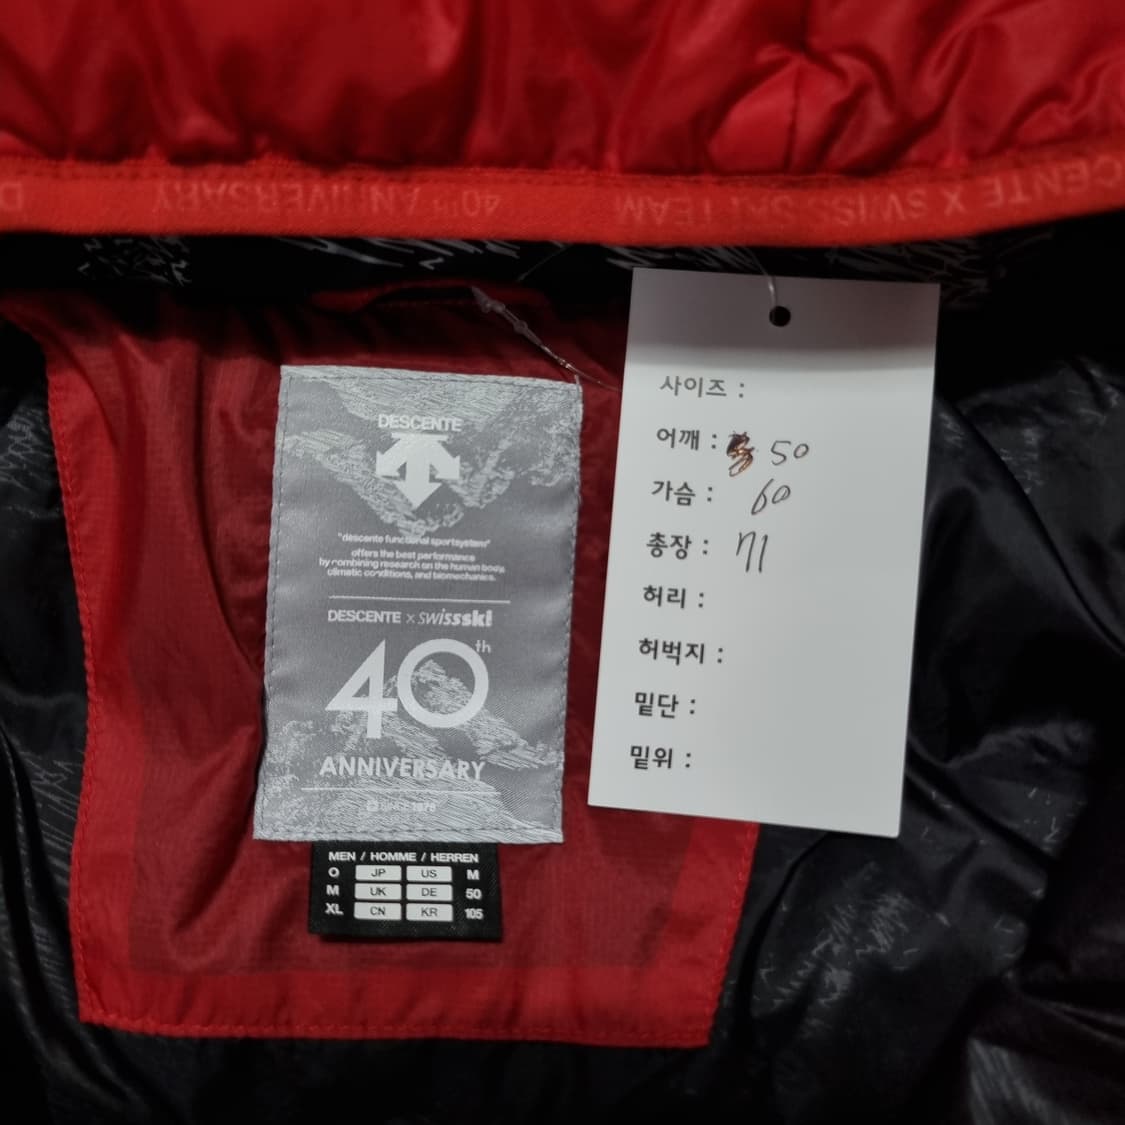 DESCENTE X SWISS SKI TEAM 40TH ANNIVERSARY D
DESCENTE
"descente functional sportsystem"
offers the best performance
by combining research on the human body,
climatic conditions, and biomechanics.
DESCENTE × swissski
40th
ANNIVERSARY
SINCE 1978
MEN / HOMME / HERREN
O JP US M
M UK DE 50
XL CN KR 105
사이즈 :
어깨 : 50
가슴 : 60
총장 : 71
허리 :
허벅지 :
밑단 :
밑위 :